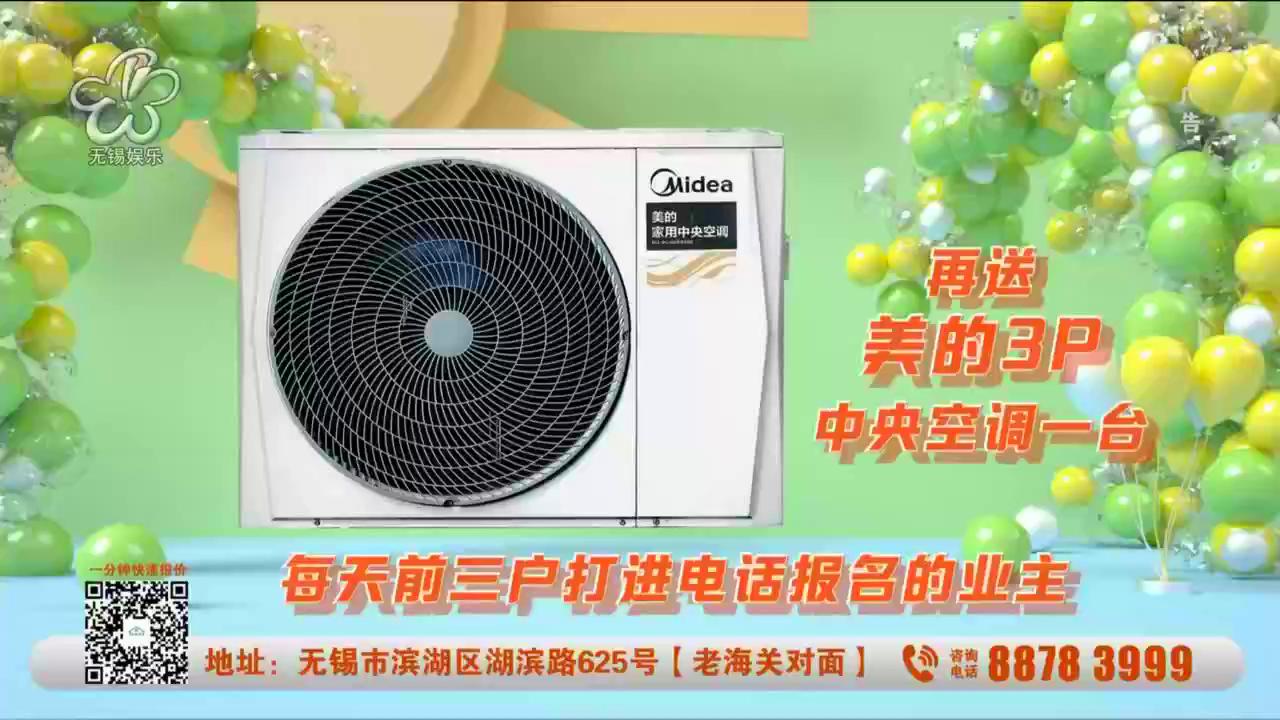 无锡娱乐
广告
Midea
美的
家用中央空调
再送
美的3P
中央空调一台
每天前三户打进电话报名的业主
一分钟快速报价
地址：无锡市滨湖区湖滨路625号【老海关对面】
咨询电话 8878 3999